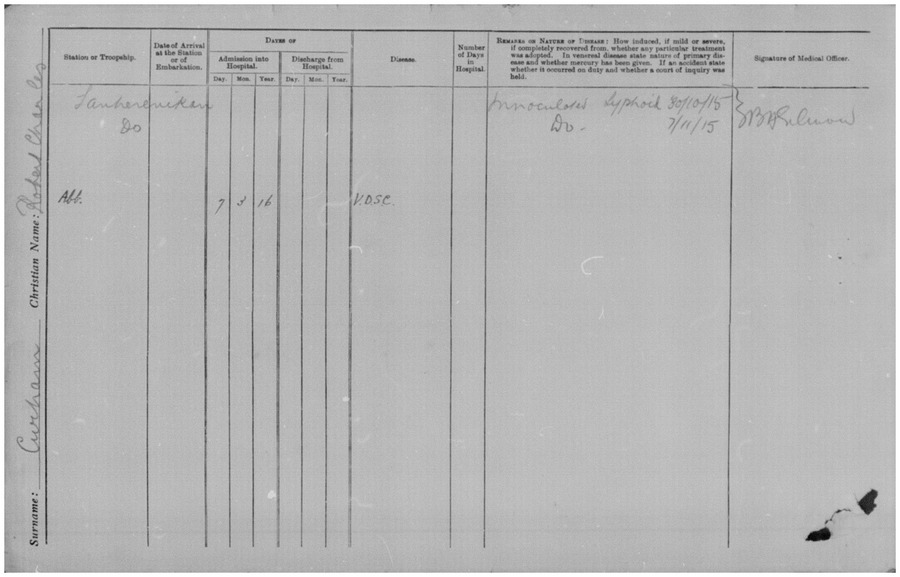 Surname: Curham Christian Name: Robert Charles
Station or Troopship.
Date of Arrival
at the Station
or of
Embarkation.
DATES OF
Admission into
Hospital.
Discharge from
Hospital.
Day. Mon. Year. Day. Mon. Year.
Disease.
Number
of Days
in
Hospital.
REMARKS ON NATURE OF DISEASE: How induced, if mild or severe,
if completely recovered from, whether any particular treatment
was adopted. In venereal disease state nature of primary dis-
ease and whether mercury has been given. If an accident state
whether is occurred on duty and whether a court of inquiry was
held.
Signature of Medical Officer.
Tauherenikau Innoculated Typhoid 30/10/15
Do Do. 7/11/15
Abb. 7 3 16 V.D.S.C.